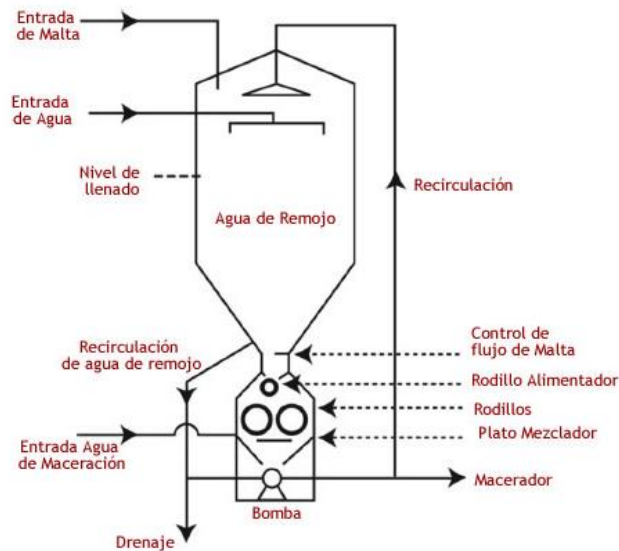 Entrada
de Malta
Entrada
de Agua
Nivel de
llenado
Agua de Remojo
Recirculación
Recirculación
de agua de remojo
Control de
flujo de Malta
Rodillo Alimentador
Rodillos
Plato Mezclador
Entrada Agua
de Maceración
Macerador
Bomba
Drenaje